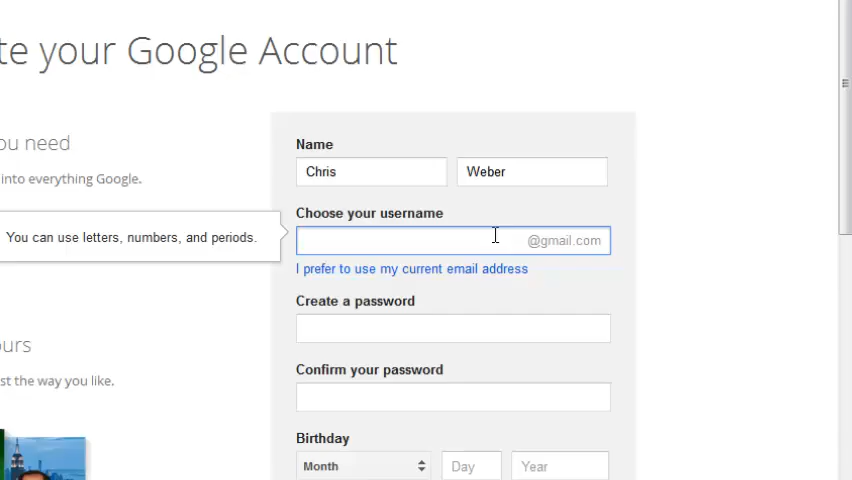 te your Google Account
ou need
into everything Google.
Name
Chris Weber
Choose your username
You can use letters, numbers, and periods.
@gmail.com
I prefer to use my current email address
Create a password
ours
Confirm your password
st the way you like.
Birthday
Month Day Year